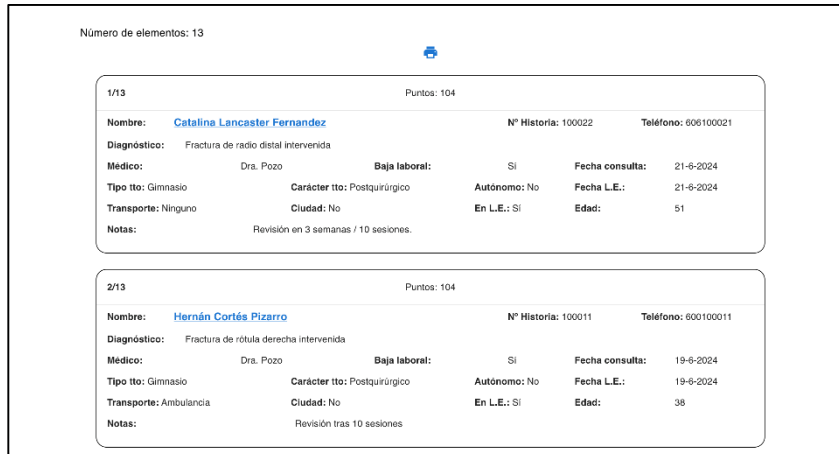 Número de elementos: 13
1/13 Puntos: 104
Nombre: Catalina Lancaster Fernandez Nº Historia: 100022 Teléfono: 606100021
Diagnóstico: Fractura de radio distal intervenida
Médico: Dra. Pozo Baja laboral: Sí Fecha consulta: 21-6-2024
Tipo tto: Gimnasio Carácter tto: Postquirúrgico Autónomo: No Fecha L.E.: 21-6-2024
Transporte: Ninguno Ciudad: No En L.E.: Sí Edad: 51
Notas: Revisión en 3 semanas / 10 sesiones.
2/13 Puntos: 104
Nombre: Hernán Cortés Pizarro Nº Historia: 100011 Teléfono: 600100011
Diagnóstico: Fractura de rótula derecha intervenida
Médico: Dra. Pozo Baja laboral: Sí Fecha consulta: 19-6-2024
Tipo tto: Gimnasio Carácter tto: Postquirúrgico Autónomo: No Fecha L.E.: 19-6-2024
Transporte: Ambulancia Ciudad: No En L.E.: Sí Edad: 38
Notas: Revisión tras 10 sesiones